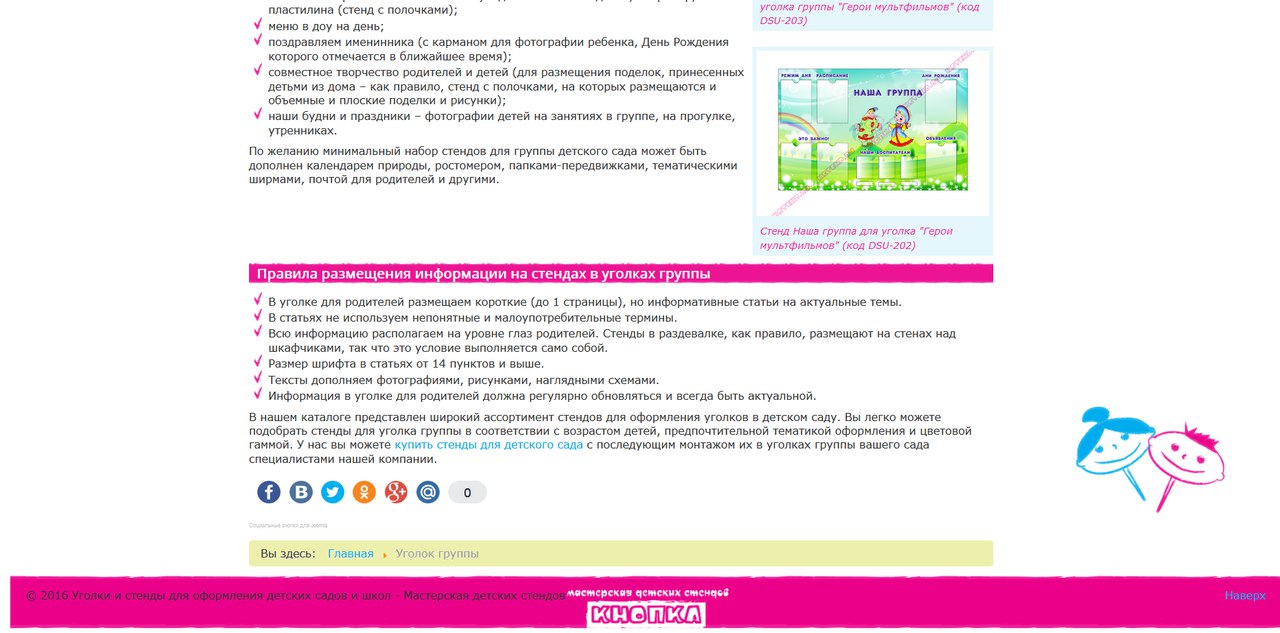 пластилина (стенд с полочками);
меню в доу на день;
поздравляем именинника (с карманом для фотографии ребенка, День Рождения
которого отмечается в ближайшее время);
совместное творчество родителей и детей (для размещения поделок, принесенных
детьми из дома – как правило, стенд с полочками, на которых размещаются и
объемные и плоские поделки и рисунки);
наши будни и праздники – фотографии детей на занятиях в группе, на прогулке,
утренниках.
По желанию минимальный набор стендов для группы детского сада может быть
дополнен календарем природы, ростомером, папками-передвижками, тематическими
ширмами, почтой для родителей и другими.
уголка группы "Герои мультфильмов" (код
DSU-203)
РЕЖИМ ДНЯ РАСПИСАНИЕ ДНИ РОЖДЕНИЯ
НАША ГРУППА
ЭТО ВАЖНО! ОБЪЯВЛЕНИЯ
НАШИ ВОСПИТАТЕЛИ
Стенд Наша группа для уголка "Герои
мультфильмов" (код DSU-202)
Правила размещения информации на стендах в уголках группы
В уголке для родителей размещаем короткие (до 1 страницы), но информативные статьи на актуальные темы.
В статьях не используем непонятные и малоупотребительные термины.
Всю информацию располагаем на уровне глаз родителей. Стенды в раздевалке, как правило, размещают на стенах над
шкафчиками, так что это условие выполняется само собой.
Размер шрифта в статьях от 14 пунктов и выше.
Тексты дополняем фотографиями, рисунками, наглядными схемами.
Информация в уголке для родителей должна регулярно обновляться и всегда быть актуальной.
В нашем каталоге представлен широкий ассортимент стендов для оформления уголков в детском саду. Вы легко можете
подобрать стенды для уголка группы в соответствии с возрастом детей, предпочтительной тематикой оформления и цветовой
гаммой. У нас вы можете купить стенды для детского сада с последующим монтажом их в уголках группы вашего сада
специалистами нашей компании.
0
Социальные кнопки для Joomla
Вы здесь: Главная Уголок группы
© 2016 Уголки и стенды для оформления детских садов и школ - Мастерская детских стендов
мастерская детских стендов
КНОПКА
Наверх